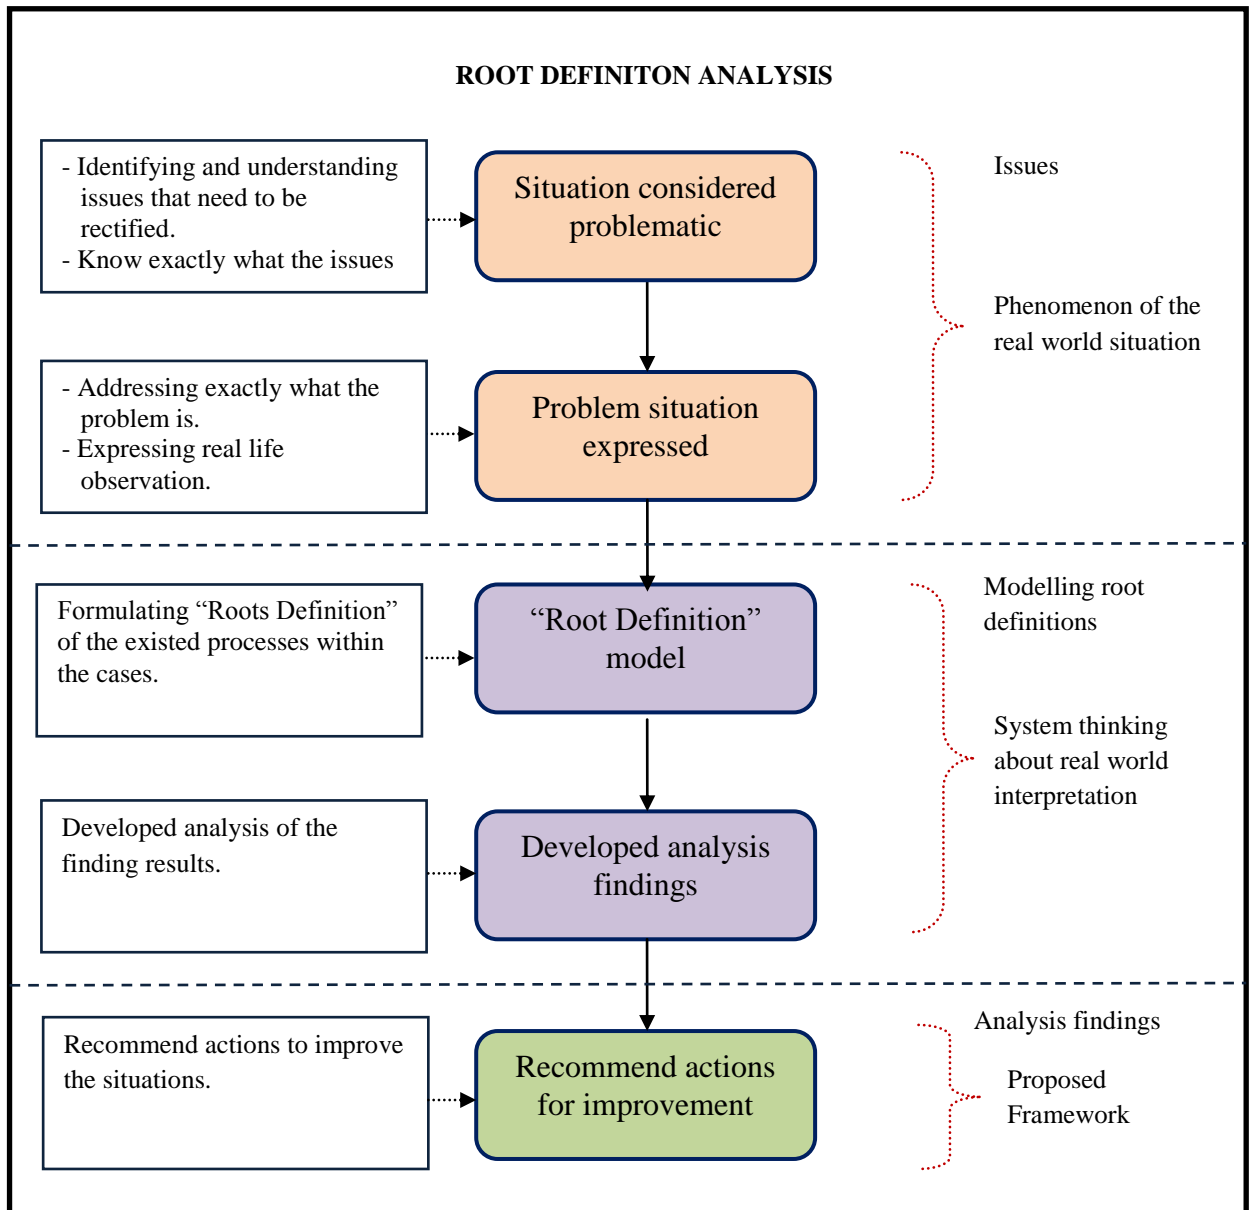 ROOT DEFINITON ANALYSIS
- Identifying and understanding
issues that need to be
rectified.
- Know exactly what the issues
Situation considered
problematic
Issues
Phenomenon of the
real world situation
- Addressing exactly what the
problem is.
- Expressing real life
observation.
Problem situation
expressed
Formulating “Roots Definition”
of the existed processes within
the cases.
“Root Definition”
model
Modelling root
definitions
System thinking
about real world
interpretation
Developed analysis of the
finding results.
Developed analysis
findings
Recommend actions to improve
the situations.
Recommend actions
for improvement
Analysis findings
Proposed
Framework